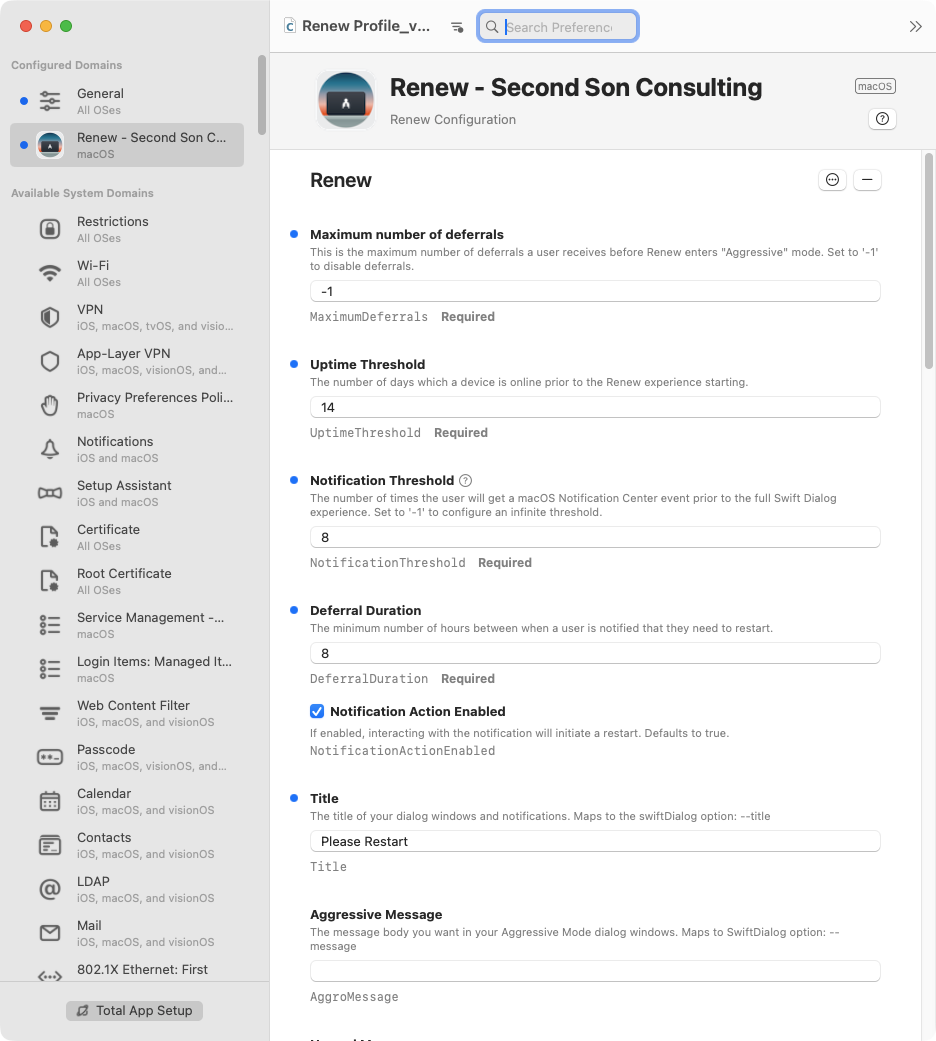 Renew Profile_v...
Search Preference
Configured Domains
General
All OSes
Renew - Second Son C...
macOS
Available System Domains
Restrictions
All OSes
Wi-Fi
All OSes
VPN
iOS, macOS, tvOS, and visio...
App-Layer VPN
iOS, macOS, visionOS, and...
Privacy Preferences Poli...
macOS
Notifications
iOS and macOS
Setup Assistant
iOS and macOS
Certificate
All OSes
Root Certificate
All OSes
Service Management -...
macOS
Login Items: Managed It...
macOS
Web Content Filter
iOS, macOS, and visionOS
Passcode
iOS, macOS, visionOS, and...
Calendar
iOS, macOS, and visionOS
Contacts
iOS, macOS, and visionOS
LDAP
iOS, macOS, and visionOS
Mail
iOS, macOS, and visionOS
802.1X Ethernet: First
Total App Setup
Renew - Second Son Consulting
Renew Configuration
macOS
Renew
Maximum number of deferrals
This is the maximum number of deferrals a user receives before Renew enters "Aggressive" mode. Set to '-1'
to disable deferrals.
-1
MaximumDeferrals Required
Uptime Threshold
The number of days which a device is online prior to the Renew experience starting.
14
UptimeThreshold Required
Notification Threshold
The number of times the user will get a macOS Notification Center event prior to the full Swift Dialog
experience. Set to '-1' to configure an infinite threshold.
8
NotificationThreshold Required
Deferral Duration
The minimum number of hours between when a user is notified that they need to restart.
8
DeferralDuration Required
Notification Action Enabled
If enabled, interacting with the notification will initiate a restart. Defaults to true.
NotificationActionEnabled
Title
The title of your dialog windows and notifications. Maps to the swiftDialog option: --title
Please Restart
Title
Aggressive Message
The message body you want in your Aggressive Mode dialog windows. Maps to SwiftDialog option: --
message
AggroMessage